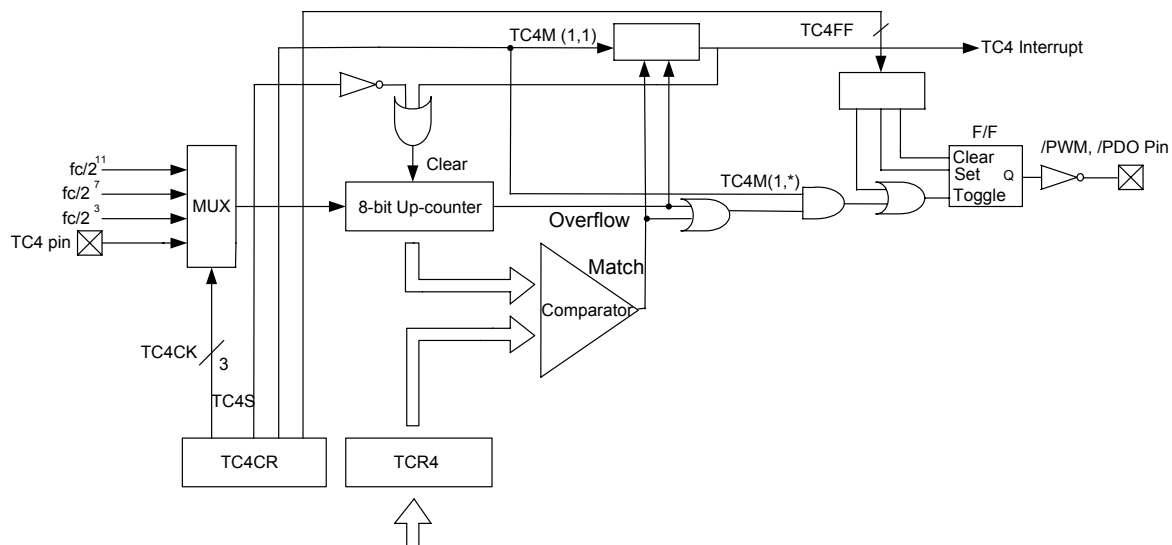 TC4M (1,1)
TC4FF
TC4 Interrupt
F/F
/PWM, /PDO Pin
Clear
Clear
Set
Q
Toggle
fc/2^11
fc/2^7
fc/2^3
TC4 pin
MUX
8-bit Up-counter
TC4M(1,*)
Overflow
Match
Comparator
TC4CK
3
TC4S
TC4CR
TCR4